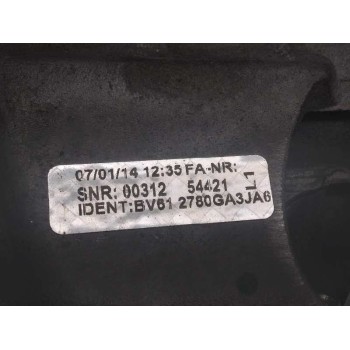 07/01/14 12:35 FA-NR:
SNR: 00312 54421 L1
IDENT:BV61 2780GA3JA6